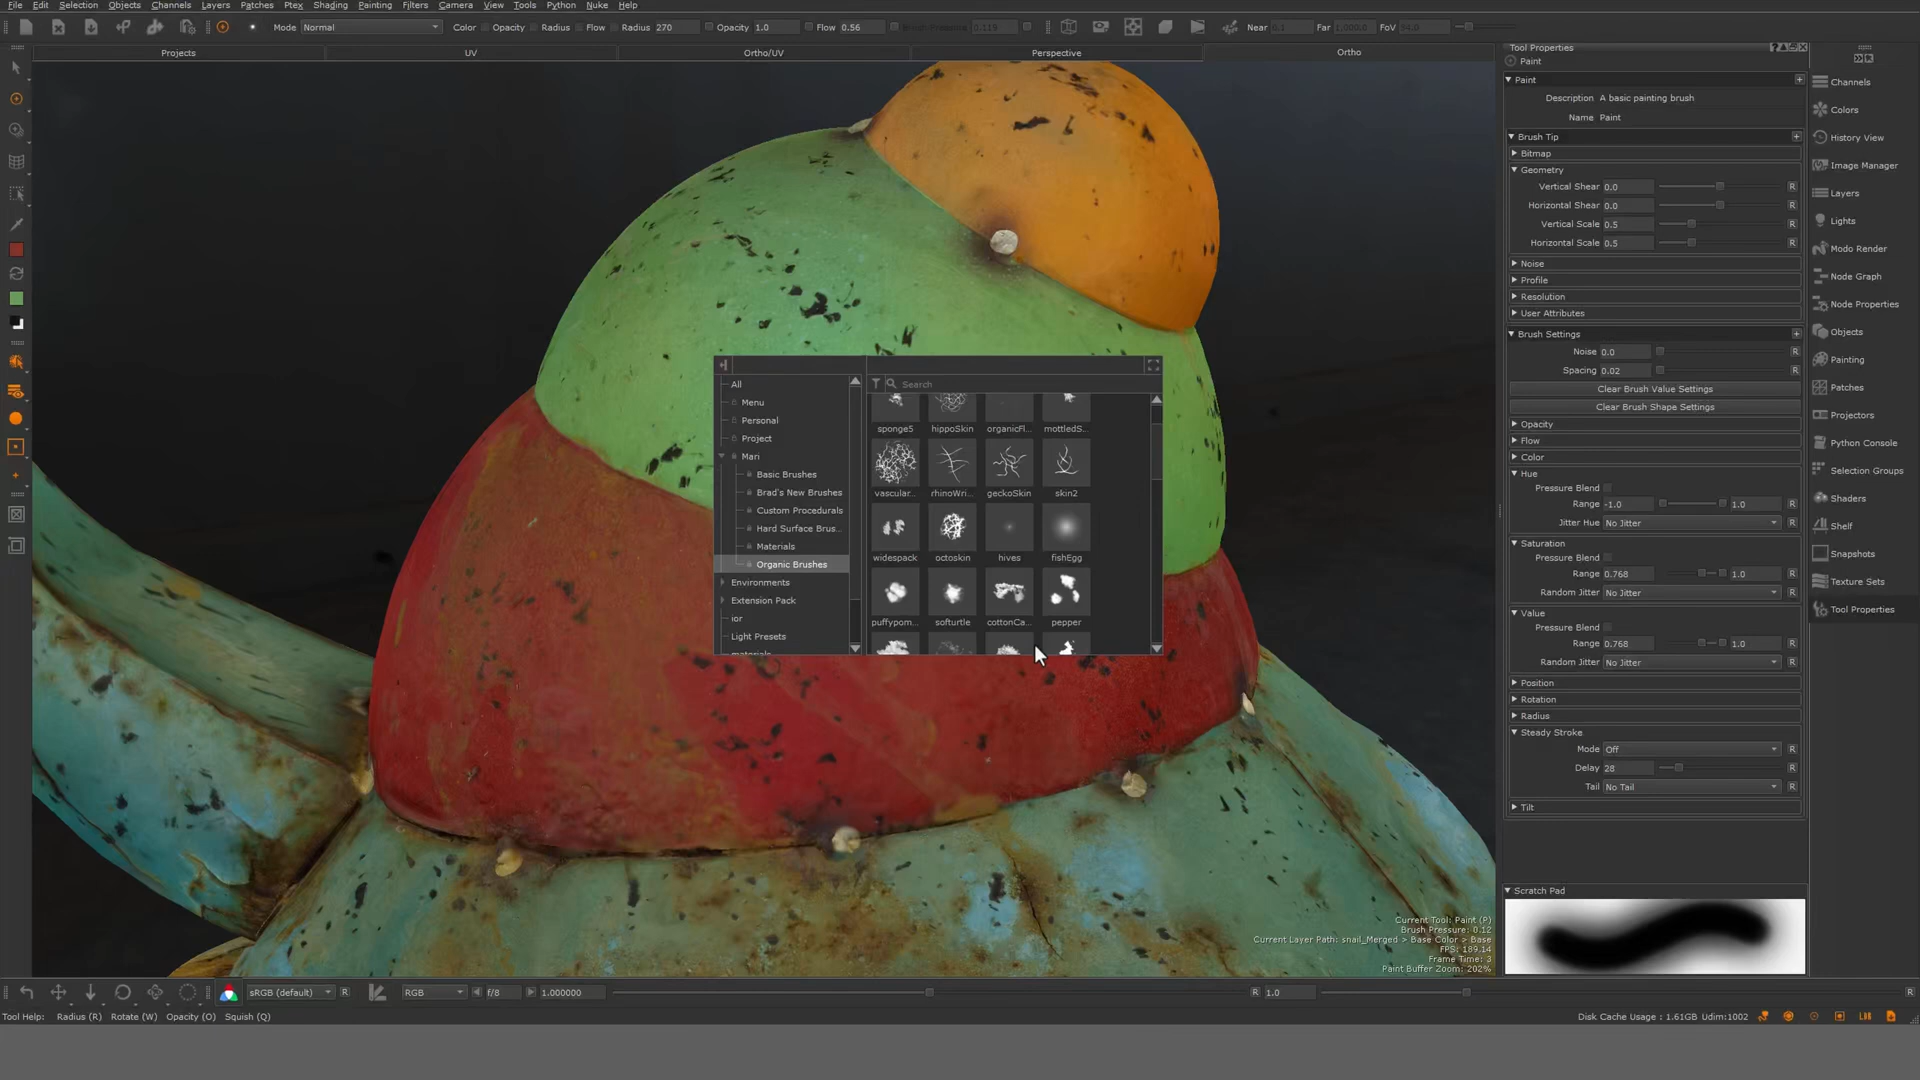 File Edit Selection Objects Channels Layers Patches Ptex Shading Painting Filters Camera View Tools Python Nuke Help
Mode Normal Color Opacity Radius Flow Radius 270 Opacity 1.0 Flow 0.56 Brush Pressure 0.119 Near 0.1 Far 1,000.0 FoV 94.0
Projects UV Ortho/UV Perspective Ortho
Tool Properties
Paint
Paint
Description A basic painting brush
Name Paint
Brush Tip
Bitmap
Geometry
Vertical Shear 0.0 R
Horizontal Shear 0.0 R
Vertical Scale 0.5 R
Horizontal Scale 0.5 R
Noise
Profile
Resolution
User Attributes
Brush Settings
Noise 0.0 R
Spacing 0.02 R
Clear Brush Value Settings
Clear Brush Shape Settings
Opacity
Flow
Color
Hue
Pressure Blend
Range -1.0 1.0 R
Jitter Hue No Jitter R
Saturation
Pressure Blend
Range 0.768 1.0 R
Random Jitter No Jitter R
Value
Pressure Blend
Range 0.768 1.0 R
Random Jitter No Jitter R
Position
Rotation
Radius
Steady Stroke
Mode Off R
Delay 28 R
Tail No Tail R
Tilt
Scratch Pad
Channels
Colors
History View
Image Manager
Layers
Lights
Modo Render
Node Graph
Node Properties
Objects
Painting
Patches
Projectors
Python Console
Selection Groups
Shaders
Shelf
Snapshots
Texture Sets
Tool Properties
All
Menu
Personal
Project
Mari
Basic Brushes
Brad's New Brushes
Custom Procedurals
Hard Surface Brus...
Materials
Organic Brushes
Environments
Extension Pack
ior
Light Presets
materials
Search
sponge5 hippoSkin organicFl... mottledS...
vascular... rhinoWri... geckoSkin skin2
widespack octoskin hives fishEgg
puffypom... softurtle cottonCa... pepper
Current Tool: Paint (P)
Brush Pressure: 0.12
Current Layer Path: snail_Merged > Base Color > Base
FPS: 189.14
Frame Time: 3
Paint Buffer Zoom: 202%
sRGB (default) R RGB f/8 1.000000 R 1.0 R
Tool Help: Radius (R) Rotate (W) Opacity (O) Squish (Q)
Disk Cache Usage : 1.61GB Udim:1002